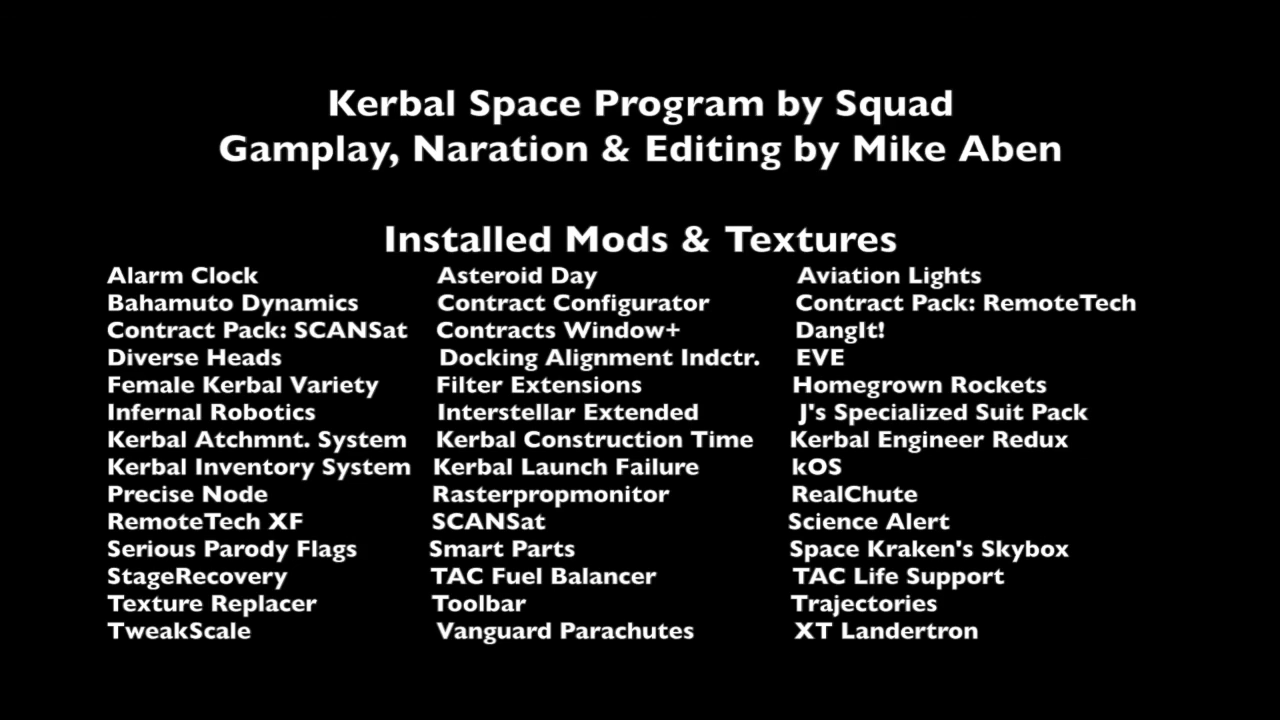 Kerbal Space Program by Squad
Gamplay, Naration & Editing by Mike Aben
Installed Mods & Textures
Alarm Clock Asteroid Day Aviation Lights
Bahamuto Dynamics Contract Configurator Contract Pack: RemoteTech
Contract Pack: SCANSat Contracts Window+ DangIt!
Diverse Heads Docking Alignment Indctr. EVE
Female Kerbal Variety Filter Extensions Homegrown Rockets
Infernal Robotics Interstellar Extended J's Specialized Suit Pack
Kerbal Atchmnt. System Kerbal Construction Time Kerbal Engineer Redux
Kerbal Inventory System Kerbal Launch Failure kOS
Precise Node Rasterpropmonitor RealChute
RemoteTech XF SCANSat Science Alert
Serious Parody Flags Smart Parts Space Kraken's Skybox
StageRecovery TAC Fuel Balancer TAC Life Support
Texture Replacer Toolbar Trajectories
TweakScale Vanguard Parachutes XT Landertron